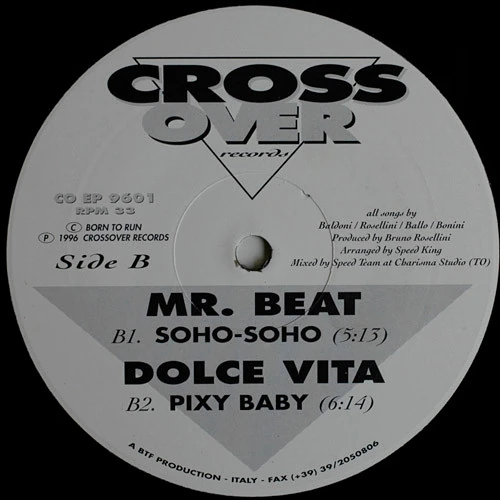 CROSS
OVER
records
CO EP 9601
RPM 33
© BORN TO RUN
℗ 1996 CROSSOVER RECORDS
Side B
all songs by
Baldoni / Rosellini / Ballo / Bonini
Produced by Bruno Rosellini
Arranged by Speed King
Mixed by Speed Team at Charisma Studio (TO)
MR. BEAT
B1. SOHO-SOHO (5:13)
DOLCE VITA
B2. PIXY BABY (6:14)
A BTF PRODUCTION - ITALY - FAX (+39) 39/2050806